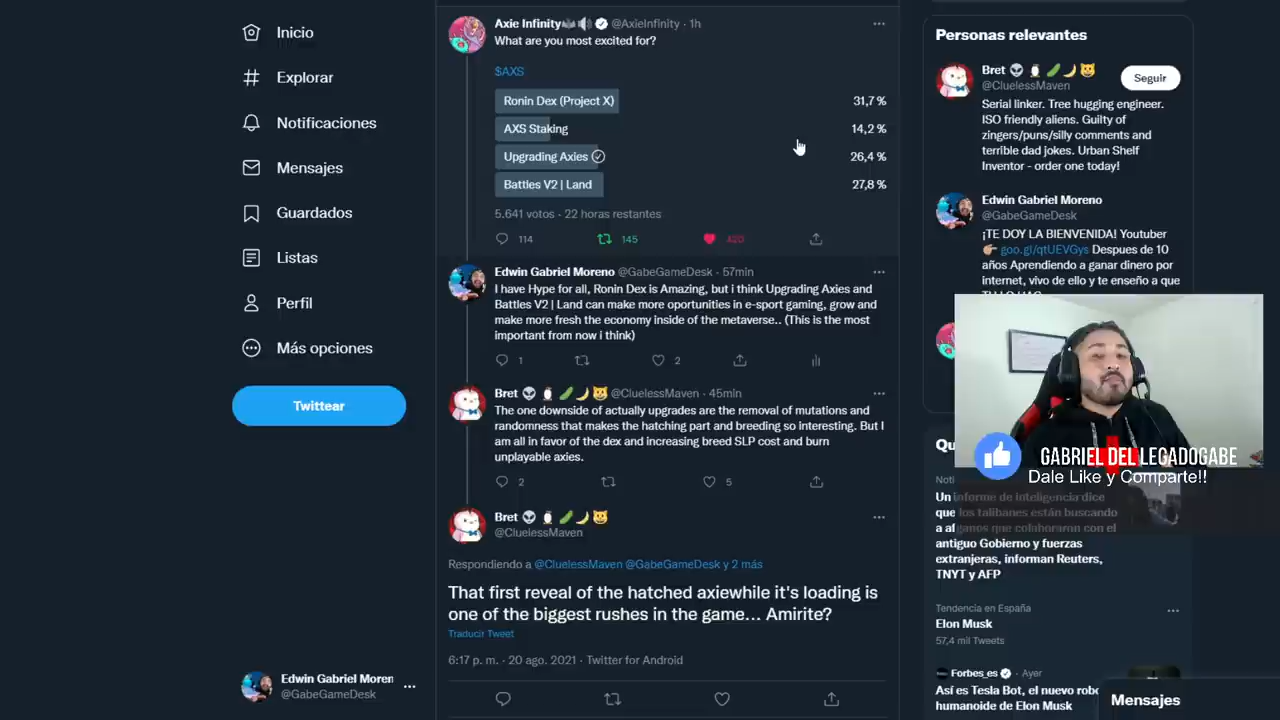 Inicio
Explorar
Notificaciones
Mensajes
Guardados
Listas
Perfil
Más opciones
Twittear
Edwin Gabriel Moren
@GabeGameDesk
Axie Infinity @AxieInfinity · 1h
What are you most excited for?
$AXS
Ronin Dex (Project X) 31,7 %
AXS Staking 14,2 %
Upgrading Axies 26,4 %
Battles V2 | Land 27,8 %
5.641 votos · 22 horas restantes
114 145 420
Edwin Gabriel Moreno @GabeGameDesk · 57min
I have Hype for all, Ronin Dex is Amazing, but i think Upgrading Axies and
Battles V2 | Land can make more oportunities in e-sport gaming, grow and
make more fresh the economy inside of the metaverse.. (This is the most
important from now i think)
1 2
Bret @CluelessMaven · 45min
The one downside of actually upgrades are the removal of mutations and
randomness that makes the hatching part and breeding so interesting. But I
am all in favor of the dex and increasing breed SLP cost and burn
unplayable axies.
2 5
Bret
@CluelessMaven
Respondiendo a @CluelessMaven @GabeGameDesk y 2 más
That first reveal of the hatched axiewhile it's loading is
one of the biggest rushes in the game... Amirite?
Traducir Tweet
6:17 p. m. · 20 ago. 2021 · Twitter for Android
Personas relevantes
Bret
@CluelessMaven
Seguir
Serial linker. Tree hugging engineer.
ISO friendly aliens. Guilty of
zingers/puns/silly comments and
terrible dad jokes. Urban Shelf
Inventor - order one today!
Edwin Gabriel Moreno
@GabeGameDesk
¡TE DOY LA BIENVENIDA! Youtuber
goo.gl/qtUEVGys Despues de 10
años Aprendiendo a ganar dinero por
internet, vivo de ello y te enseño a que
GABRIEL DEL LEGADOGABE
Dale Like y Comparte!!
Qu
Noti
Un informe de inteligencia dice
que los talibanes están buscando
a afganos que colaboraron con el
antiguo Gobierno y fuerzas
extranjeras, informan Reuters,
TNYT y AFP
Tendencia en España
Elon Musk
57,4 mil Tweets
Forbes_es · Ayer
Así es Tesla Bot, el nuevo robo
humanoide de Elon Musk
Mensajes